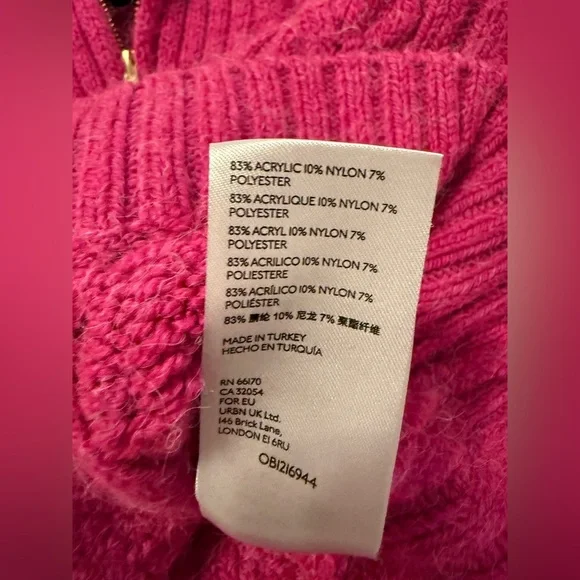 83% ACRYLIC 10% NYLON 7%
POLYESTER
83% ACRYLIQUE 10% NYLON 7%
POLYESTER
83% ACRYL 10% NYLON 7%
POLYESTER
83% ACRILICO 10% NYLON 7%
POLIESTERE
83% ACRÍLICO 10% NYLON 7%
POLIÉSTER
83% 腈纶 10% 尼龙 7% 聚酯纤维
MADE IN TURKEY
HECHO EN TURQUÍA
RN 66170
CA 32054
FOR EU
URBN UK Ltd.
146 Brick Lane,
LONDON E1 6RU
OB1216944